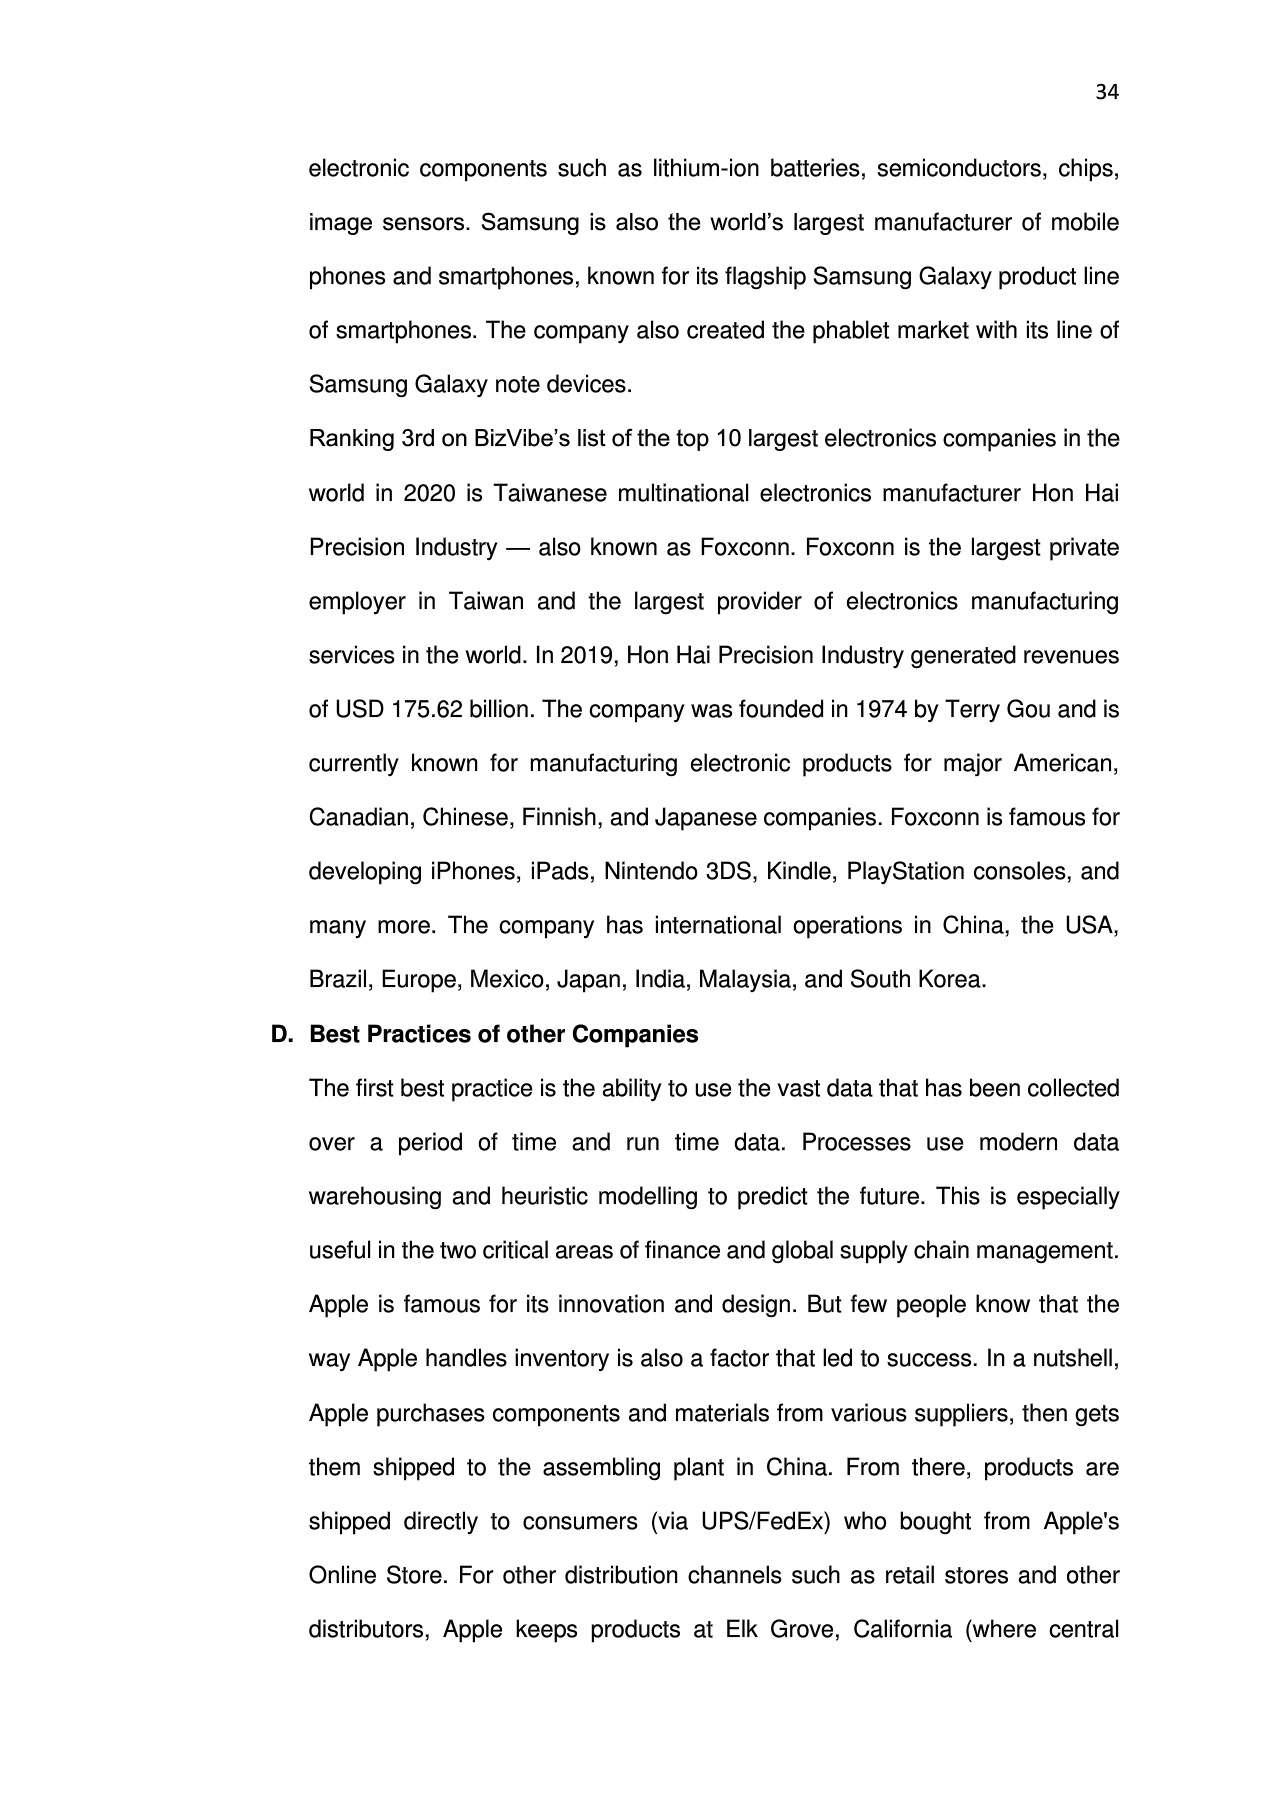 34
electronic components such as lithium-ion batteries, semiconductors, chips,
image sensors. Samsung is also the world’s largest manufacturer of mobile
phones and smartphones, known for its flagship Samsung Galaxy product line
of smartphones. The company also created the phablet market with its line of
Samsung Galaxy note devices.
Ranking 3rd on BizVibe’s list of the top 10 largest electronics companies in the
world in 2020 is Taiwanese multinational electronics manufacturer Hon Hai
Precision Industry — also known as Foxconn. Foxconn is the largest private
employer in Taiwan and the largest provider of electronics manufacturing
services in the world. In 2019, Hon Hai Precision Industry generated revenues
of USD 175.62 billion. The company was founded in 1974 by Terry Gou and is
currently known for manufacturing electronic products for major American,
Canadian, Chinese, Finnish, and Japanese companies. Foxconn is famous for
developing iPhones, iPads, Nintendo 3DS, Kindle, PlayStation consoles, and
many more. The company has international operations in China, the USA,
Brazil, Europe, Mexico, Japan, India, Malaysia, and South Korea.
D. Best Practices of other Companies
The first best practice is the ability to use the vast data that has been collected
over a period of time and run time data. Processes use modern data
warehousing and heuristic modelling to predict the future. This is especially
useful in the two critical areas of finance and global supply chain management.
Apple is famous for its innovation and design. But few people know that the
way Apple handles inventory is also a factor that led to success. In a nutshell,
Apple purchases components and materials from various suppliers, then gets
them shipped to the assembling plant in China. From there, products are
shipped directly to consumers (via UPS/FedEx) who bought from Apple's
Online Store. For other distribution channels such as retail stores and other
distributors, Apple keeps products at Elk Grove, California (where central